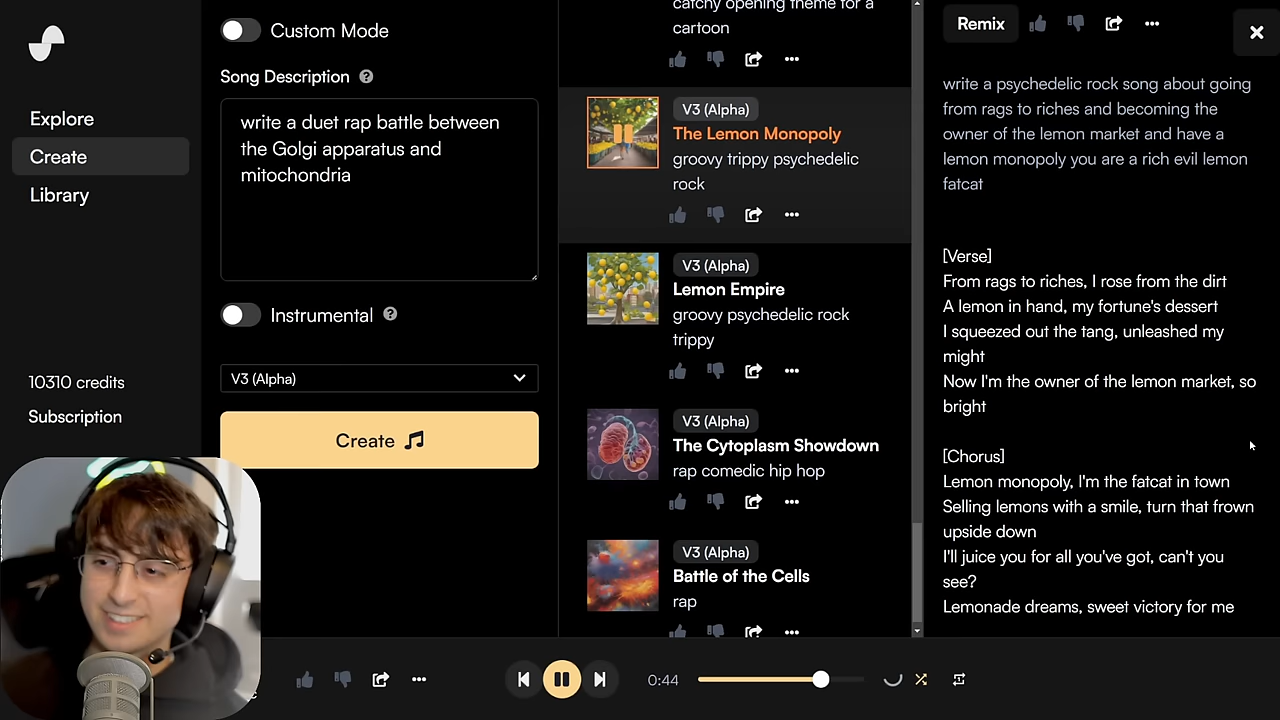 Explore
Create
Library
10310 credits
Subscription
Custom Mode
Song Description
write a duet rap battle between
the Golgi apparatus and
mitochondria
Instrumental
V3 (Alpha)
Create
catchy opening theme for a
cartoon
V3 (Alpha)
The Lemon Monopoly
groovy trippy psychedelic
rock
V3 (Alpha)
Lemon Empire
groovy psychedelic rock
trippy
V3 (Alpha)
The Cytoplasm Showdown
rap comedic hip hop
V3 (Alpha)
Battle of the Cells
rap
Remix
write a psychedelic rock song about going
from rags to riches and becoming the
owner of the lemon market and have a
lemon monopoly you are a rich evil lemon
fatcat
[Verse]
From rags to riches, I rose from the dirt
A lemon in hand, my fortune's dessert
I squeezed out the tang, unleashed my
might
Now I'm the owner of the lemon market, so
bright
[Chorus]
Lemon monopoly, I'm the fatcat in town
Selling lemons with a smile, turn that frown
upside down
I'll juice you for all you've got, can't you
see?
Lemonade dreams, sweet victory for me
0:44